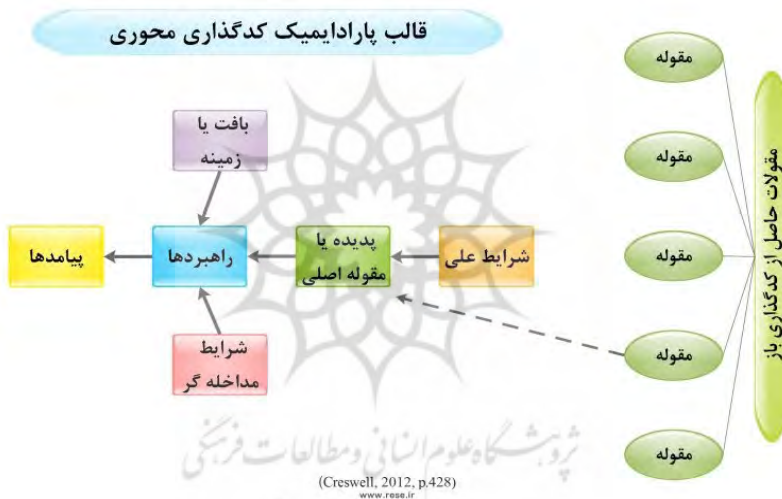 قالب پارادایمیک کدگذاری محوری
مقوله
مقوله
مقوله
مقوله
مقوله
مقولات حاصل از کدگذاری باز
بافت یا
زمینه
شرایط علی
پدیده یا
مقوله اصلی
راهبردها
پیامدها
شرایط
مداخله گر
پژوهشگاه علوم انسانی و مطالعات فرهنگی
(Creswell, 2012, p.428)
www.rese.ir